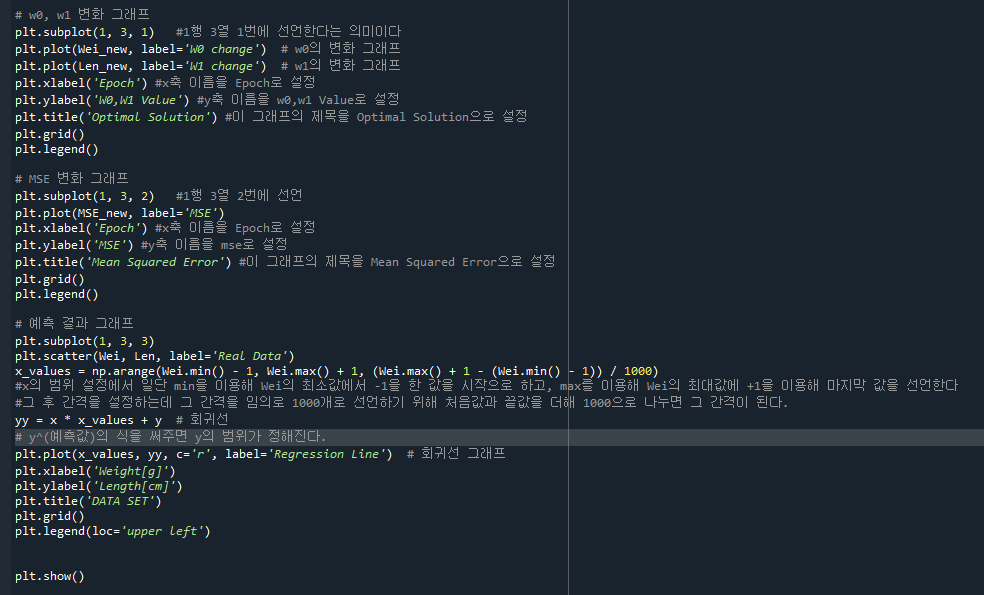 # w0, w1 변화 그래프
plt.subplot(1, 3, 1)   #1행 3열 1번에 선언한다는 의미이다
plt.plot(Wei_new, label='W0 change')  # w0의 변화 그래프
plt.plot(Len_new, label='W1 change')  # w1의 변화 그래프
plt.xlabel('Epoch') #x축 이름을 Epoch로 설정
plt.ylabel('W0,W1 Value') #y축 이름을 w0,w1 Value로 설정
plt.title('Optimal Solution') #이 그래프의 제목을 Optimal Solution으로 설정
plt.grid()
plt.legend()
# MSE 변화 그래프
plt.subplot(1, 3, 2)   #1행 3열 2번에 선언
plt.plot(MSE_new, label='MSE')
plt.xlabel('Epoch') #x축 이름을 Epoch로 설정
plt.ylabel('MSE') #y축 이름을 mse로 설정
plt.title('Mean Squared Error') #이 그래프의 제목을 Mean Squared Error으로 설정
plt.grid()
plt.legend()
# 예측 결과 그래프
plt.subplot(1, 3, 3)
plt.scatter(Wei, Len, label='Real Data')
x_values = np.arange(Wei.min() - 1, Wei.max() + 1, (Wei.max() + 1 - (Wei.min() - 1)) / 1000)
#x의 범위 설정에서 일단 min을 이용해 Wei의 최소값에서 -1을 한 값을 시작으로 하고, max를 이용해 Wei의 최대값에 +1을 이용해 마지막 값을 선언한다
#그 후 간격을 설정하는데 그 간격을 임의로 1000개로 선언하기 위해 처음값과 끝값을 더해 1000으로 나누면 그 간격이 된다.
yy = x * x_values + y  # 회귀선
# y^(예측값)의 식을 써주면 y의 범위가 정해진다.
plt.plot(x_values, yy, c='r', label='Regression Line')  # 회귀선 그래프
plt.xlabel('Weight[g]')
plt.ylabel('Length[cm]')
plt.title('DATA SET')
plt.grid()
plt.legend(loc='upper left')
plt.show()